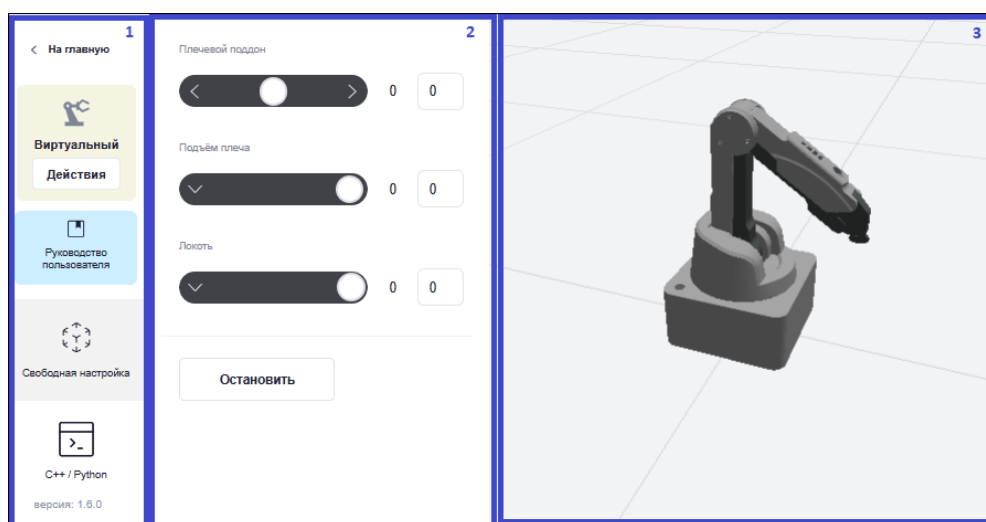 1
На главную
Виртуальный
Действия
Руководство
пользователя
Свободная настройка
>_
C++ / Python
версия: 1.6.0
2
Плечевой поддон
0 0
Подъём плеча
0 0
Локоть
0 0
Остановить
3